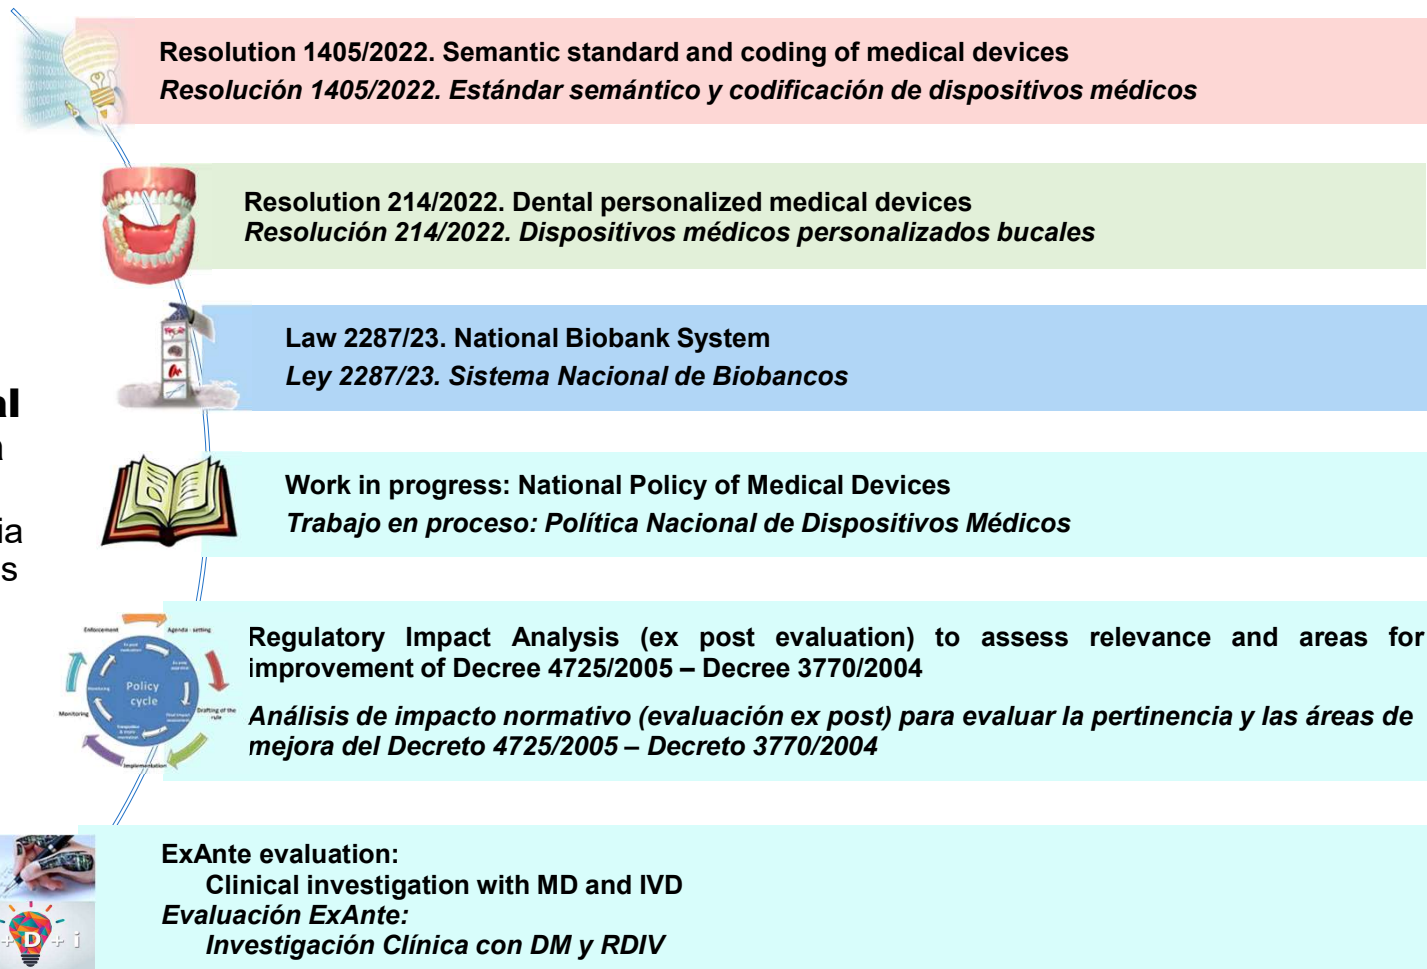 Resolution 1405/2022. Semantic standard and coding of medical devices
Resolución 1405/2022. Estándar semántico y codificación de dispositivos médicos
Resolution 214/2022. Dental personalized medical devices
Resolución 214/2022. Dispositivos médicos personalizados bucales
Law 2287/23. National Biobank System
Ley 2287/23. Sistema Nacional de Biobancos
Work in progress: National Policy of Medical Devices
Trabajo en proceso: Política Nacional de Dispositivos Médicos
Enforcement
Agenda - setting
Policy
cycle
Monitoring
Drafting of the
rule
Implementation
Regulatory Impact Analysis (ex post evaluation) to assess relevance and areas for
improvement of Decree 4725/2005 – Decree 3770/2004
Análisis de impacto normativo (evaluación ex post) para evaluar la pertinencia y las áreas de
mejora del Decreto 4725/2005 – Decreto 3770/2004
ExAnte evaluation:
Clinical investigation with MD and IVD
Evaluación ExAnte:
Investigación Clínica con DM y RDIV
+ D + i